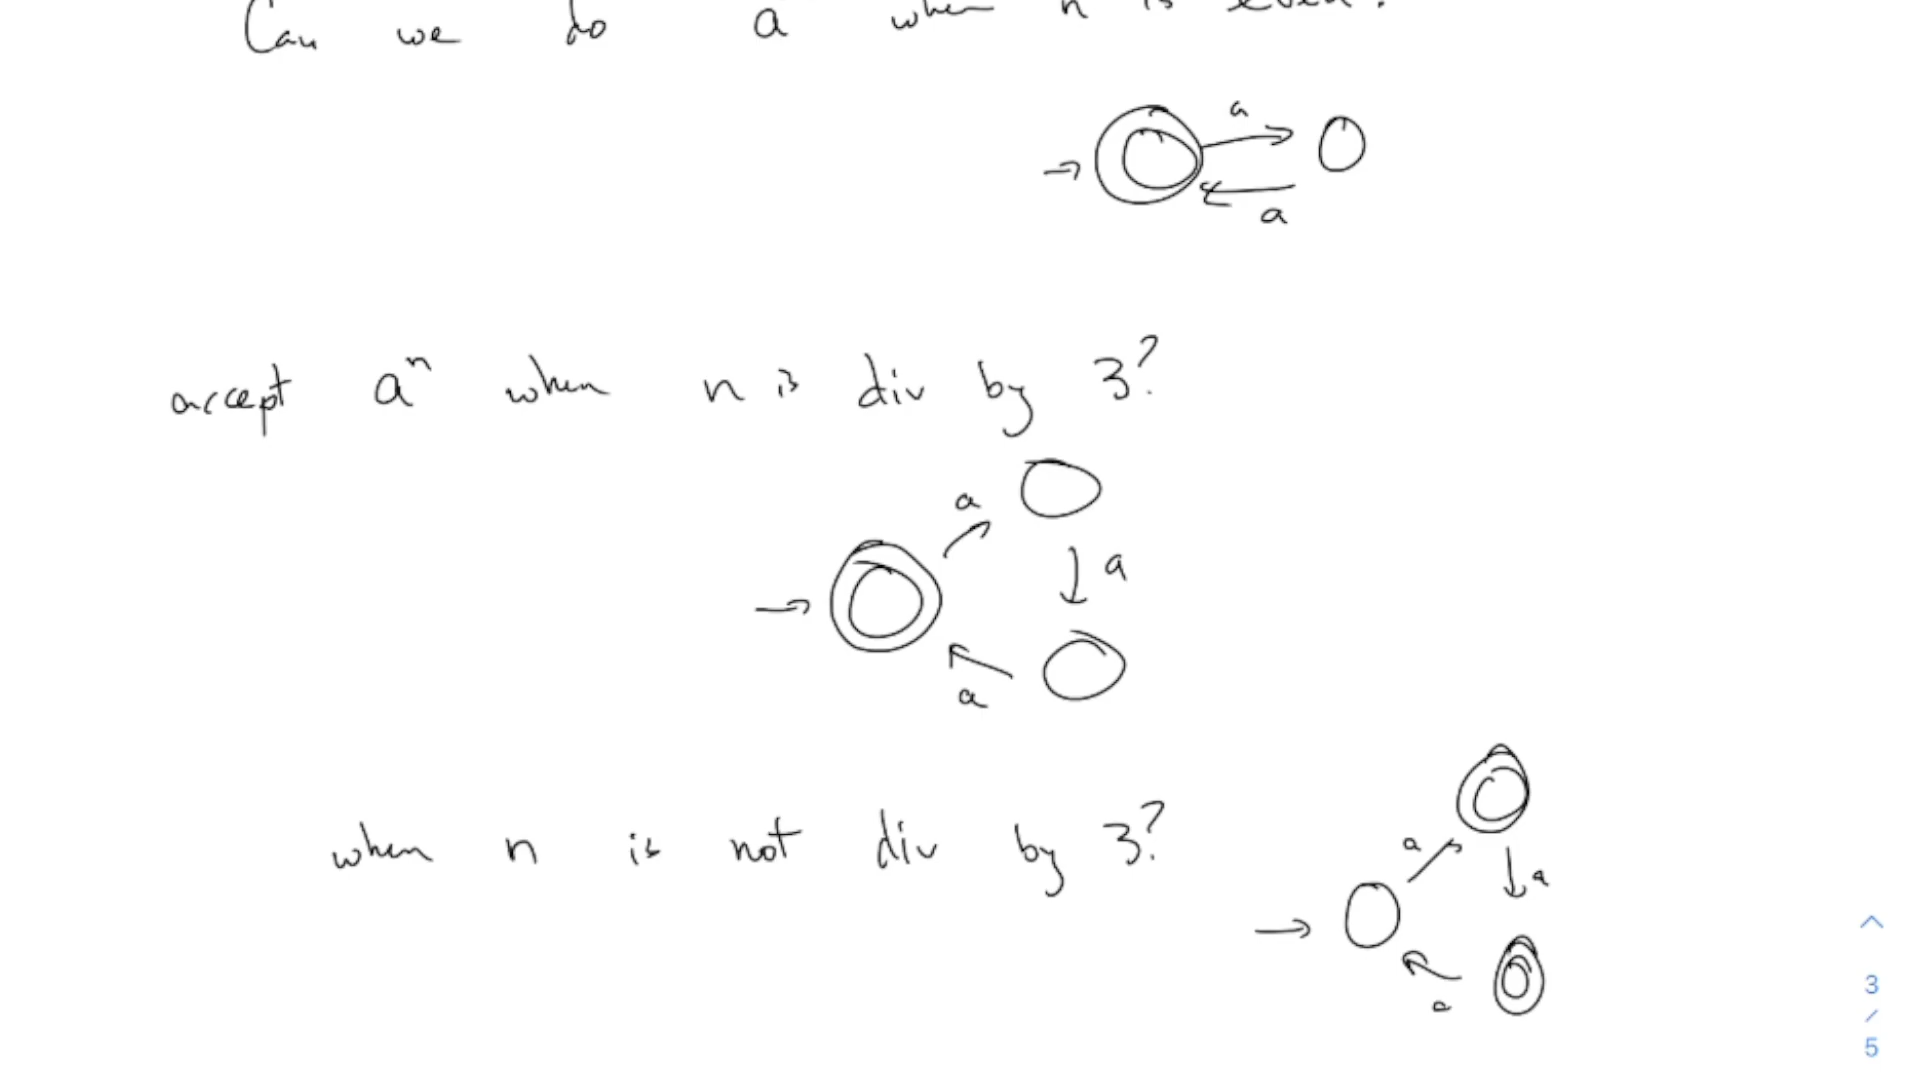 Can we do a when n is even?
a
a
accept aⁿ when n is div by 3?
a
a
a
when n is not div by 3?
a
a
a
3
/
5